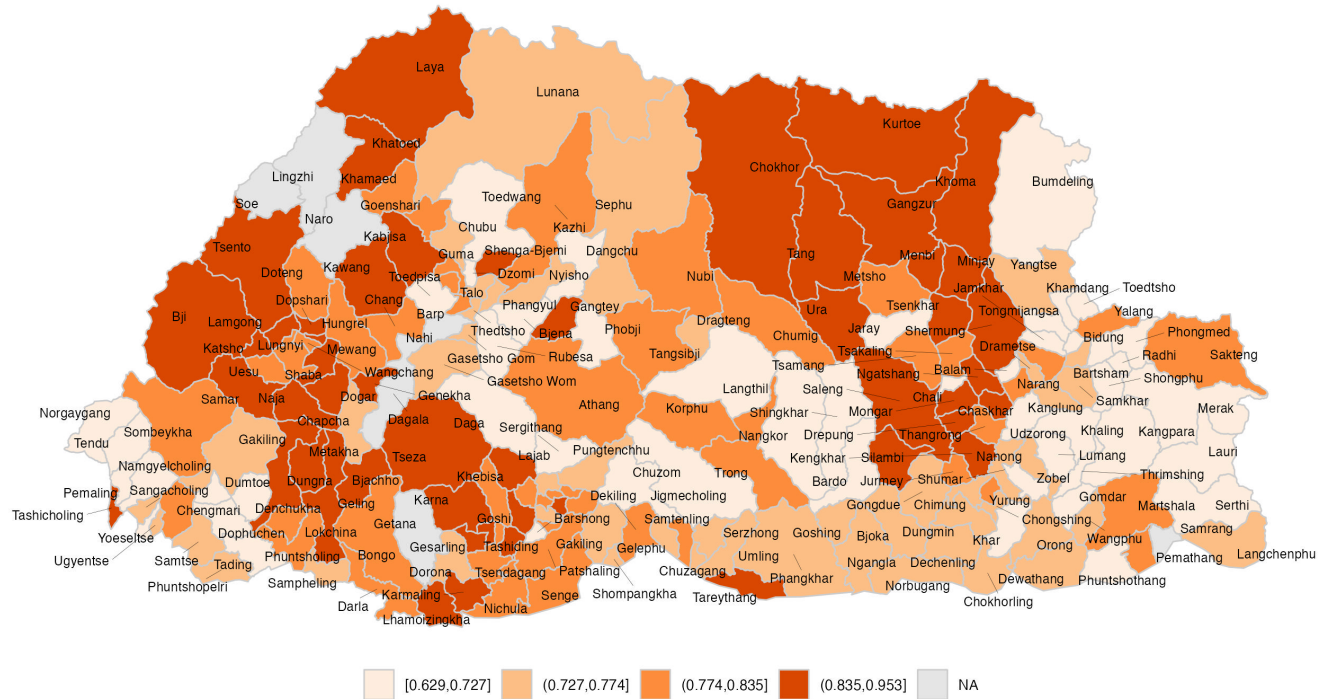 Laya
Lunana
Kurtoe
Khatoed
Chokhor
Lingzhi
Khamaed
Khoma
Bumdeling
Soe
Goenshari
Toedwang
Sephu
Gangzur
Naro
Chubu
Kazhi
Kabjisa
Tsento
Guma
Shenga-Bjemi
Dangchu
Tang
Menbi
Minjay
Yangtse
Kawang
Doteng
Toedpisa
Dzomi
Nyisho
Nubi
Metsho
Jamkhar
Khamdang
Toedtsho
Talo
Dopshari
Chang
Phangyul
Gangtey
Tsenkhar
Tongmijangsa
Yalang
Bji
Lamgong
Hungrel
Barp
Thedtsho
Bjena
Phobji
Dragteng
Ura
Jaray
Shermung
Phongmed
Katsho
Lungnyi
Mewang
Nahi
Gasetsho Gom
Rubesa
Tangsibji
Chumig
Tsakaling
Drametse
Bidung
Radhi
Sakteng
Uesu
Shaba
Wangchang
Gasetsho Wom
Tsamang
Ngatshang
Balam
Narang
Bartsham
Shongphu
Samar
Naja
Dogar
Genekha
Langthil
Saleng
Chali
Samkhar
Norgaygang
Athang
Korphu
Shingkhar
Mongar
Chaskhar
Kanglung
Merak
Tendu
Sombeykha
Chapcha
Dagala
Daga
Sergithang
Nangkor
Drepung
Thangrong
Udzorong
Khaling
Kangpara
Gakiling
Metakha
Tseza
Lajab
Pungtenchhu
Kengkhar
Silambi
Nanong
Lumang
Lauri
Namgyelcholing
Dumtoe
Dungna
Bjachho
Khebisa
Chuzom
Trong
Bardo
Jurmey
Shumar
Zobel
Thrimshing
Pemaling
Sangacholing
Karna
Dekiling
Jigmecholing
Gongdue
Chimung
Yurung
Gomdar
Martshala
Serthi
Tashicholing
Chengmari
Denchukha
Geling
Getana
Goshi
Barshong
Samtenling
Chongshing
Samrang
Yoeseltse
Dophuchen
Lokchina
Gesarling
Tashiding
Gakiling
Gelephu
Serzhong
Goshing
Bjoka
Dungmin
Khar
Orong
Wangphu
Ugyentse
Samtse
Tading
Phuntsholing
Bongo
Dorona
Tsendagang
Patshaling
Chuzagang
Umling
Phangkhar
Ngangla
Dechenling
Dewathang
Phuntshothang
Pemathang
Langchenphu
Phuntshopelri
Sampheling
Karmaling
Senge
Shompangkha
Tareythang
Norbugang
Chokhorling
Darla
Lhamoizingkha
Nichula
[0.629,0.727]
(0.727,0.774]
(0.774,0.835]
(0.835,0.953]
NA